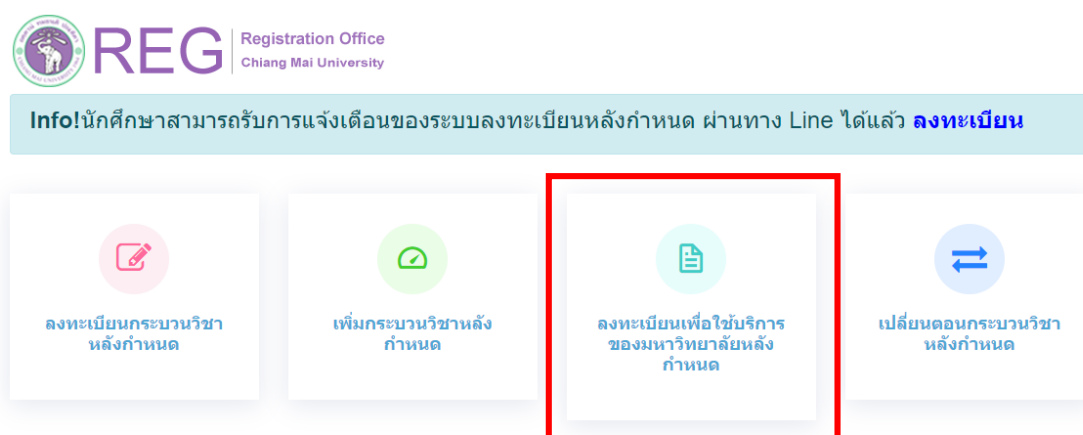 REG
Registration Office
Chiang Mai University
Info!นักศึกษาสามารถรับการแจ้งเตือนของระบบลงทะเบียนหลังกำหนด ผ่านทาง Line ได้แล้ว ลงทะเบียน
ลงทะเบียนกระบวนวิชา
หลังกำหนด
เพิ่มกระบวนวิชาหลัง
กำหนด
ลงทะเบียนเพื่อใช้บริการ
ของมหาวิทยาลัยหลัง
กำหนด
เปลี่ยนตอนกระบวนวิชา
หลังกำหนด